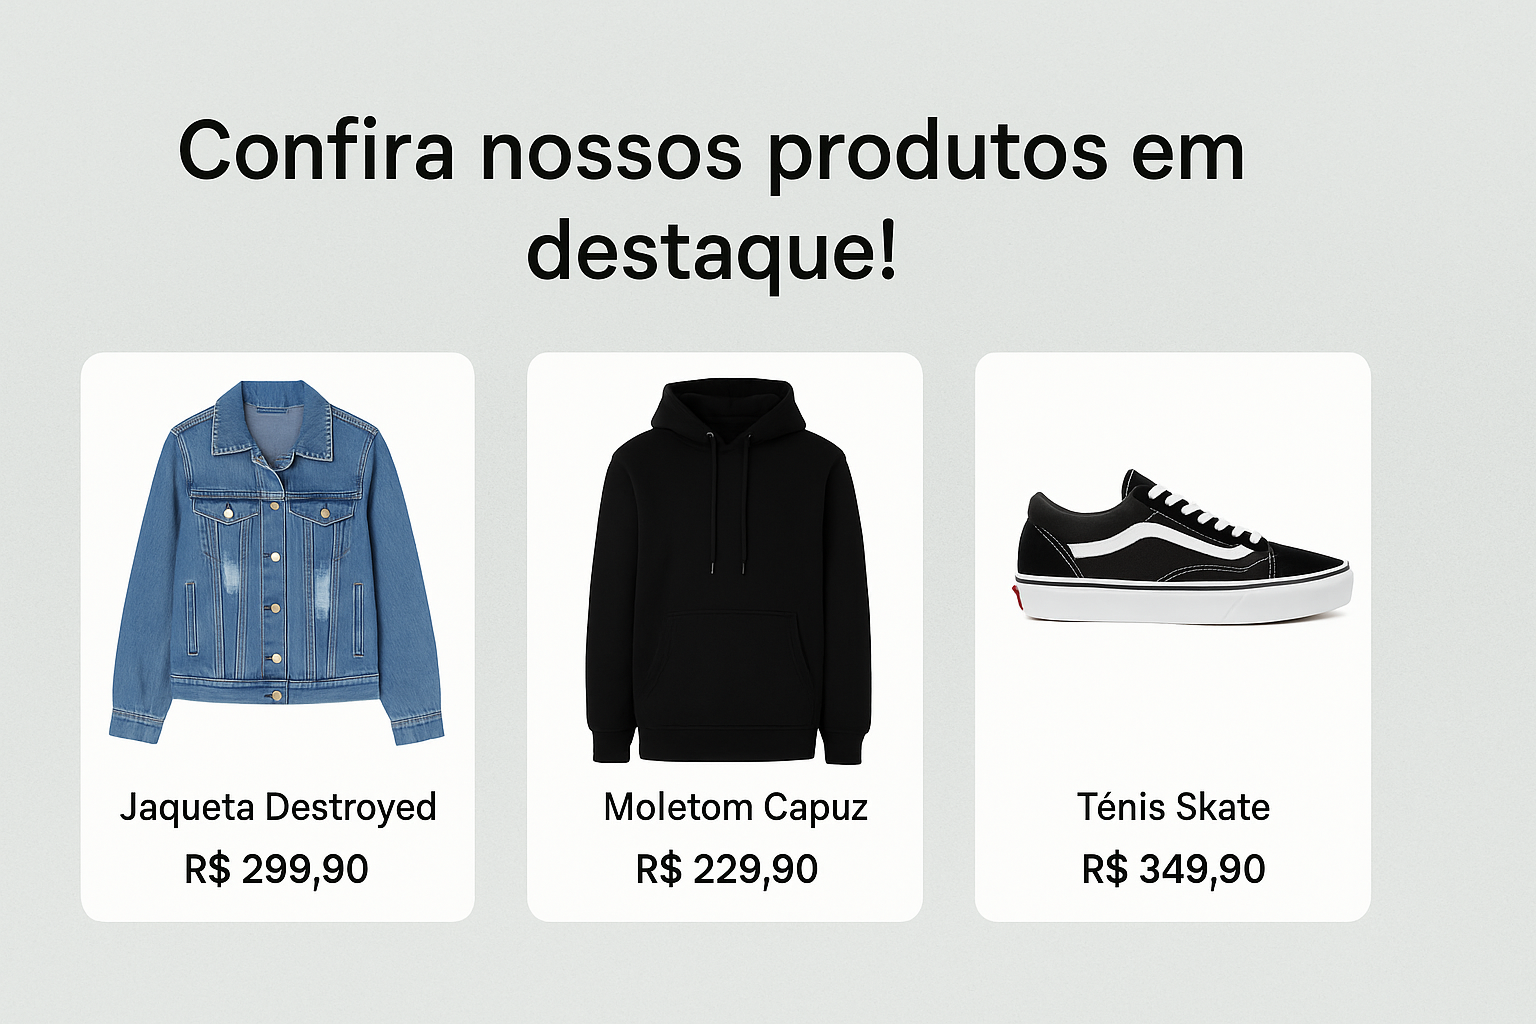 Confira nossos produtos em
destaque!
Jaqueta Destroyed
R$ 299,90
Moletom Capuz
R$ 229,90
Ténis Skate
R$ 349,90